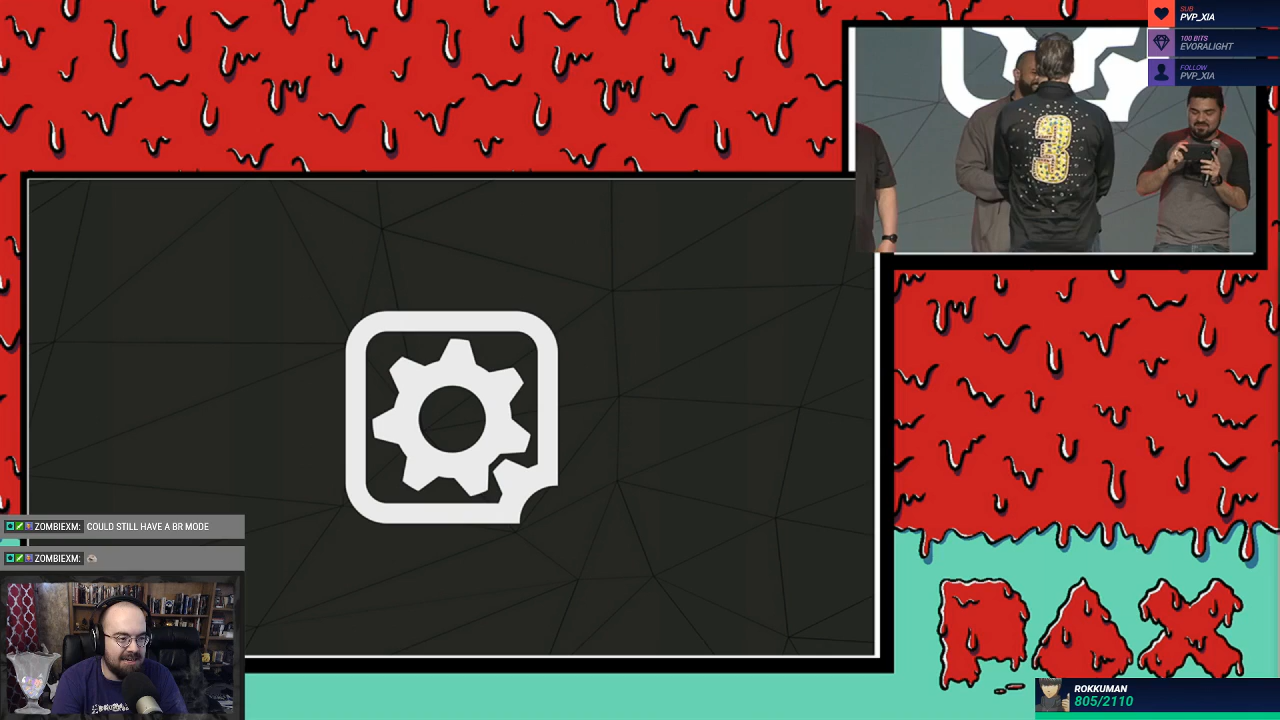 SUB
PVP_XIA
100 BITS
EVORALIGHT
FOLLOW
PVP_XIA
3
ZOMBIEXM: COULD STILL HAVE A BR MODE
ZOMBIEXM:
PAX
ROKKUMAN
805/2110